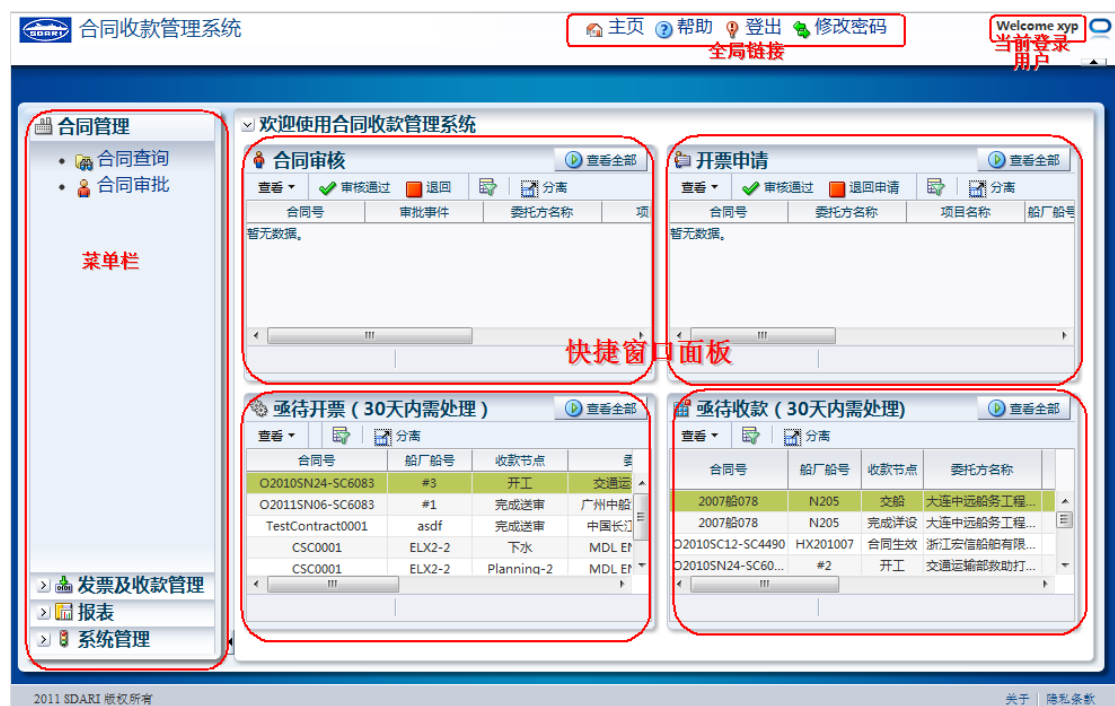 SDARI 合同收款管理系统
主页 帮助 登出 修改密码
全局链接
Welcome xyp
当前登录
用户
合同管理
合同查询
合同审批
菜单栏
发票及收款管理
报表
系统管理
欢迎使用合同收款管理系统
合同审核 查看全部
查看 审核通过 退回 分离
合同号 审批事件 委托方名称 项
暂无数据。
开票申请 查看全部
查看 审核通过 退回申请 分离
合同号 委托方名称 项目名称 船厂船号
暂无数据。
快捷窗口面板
亟待开票（30天内需处理） 查看全部
查看 分离
合同号 船厂船号 收款节点 委
O2010SN24-SC6083 #3 开工 交通运
O2011SN06-SC6083 #1 完成送审 广州中船
TestContract0001 asdf 完成送审 中国长江
CSC0001 ELX2-2 下水 MDL EN
CSC0001 ELX2-2 Planning-2 MDL EN
亟待收款（30天内需处理) 查看全部
查看 分离
合同号 船厂船号 收款节点 委托方名称
2007船078 N205 交船 大连中远船务工程...
2007船078 N205 完成详设 大连中远船务工程...
O2010SC12-SC4490 HX201007 合同生效 浙江宏信船舶有限...
O2010SN24-SC60... #2 开工 交通运输部救助打...
2011 SDARI 版权所有
关于 | 隐私条款